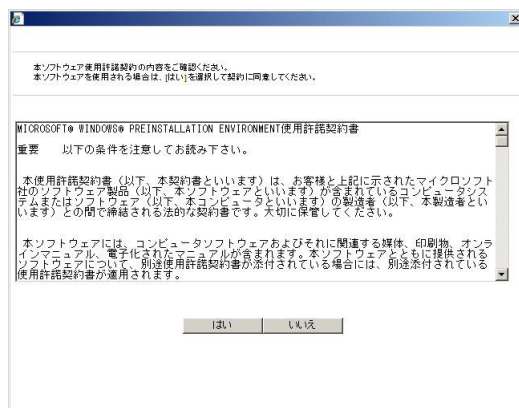 本ソフトウェア使用許諾契約の内容をご確認ください。
本ソフトウェアを使用される場合は、[はい]を選択して契約に同意してください。
MICROSOFT® WINDOWS® PREINSTALLATION ENVIRONMENT使用許諾契約書
重要　　以下の条件を注意してお読み下さい。
本使用許諾契約書（以下、本契約書といいます）は、お客様と上記に示されたマイクロソフト
社のソフトウェア製品（以下、本ソフトウェアといいます）が含まれているコンピュータシス
テムまたはソフトウェア（以下、本コンピュータといいます）の製造者（以下、本製造者とい
います）との間で締結される法的な契約書です。大切に保管してください。
本ソフトウェアには、コンピュータソフトウェアおよびそれに関連する媒体、印刷物、オンラ
インマニュアル、電子化されたマニュアルが含まれます。本ソフトウェアとともに提供される
ソフトウェアについて、別途使用許諾契約書が添付されている場合には、別途添付されている
使用許諾契約書が適用されます。
はい　いいえ